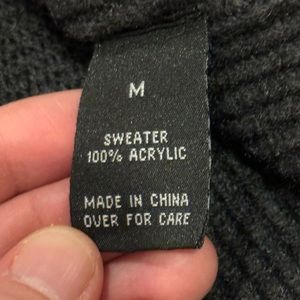 M
SWEATER
100% ACRYLIC
MADE IN CHINA
OVER FOR CARE